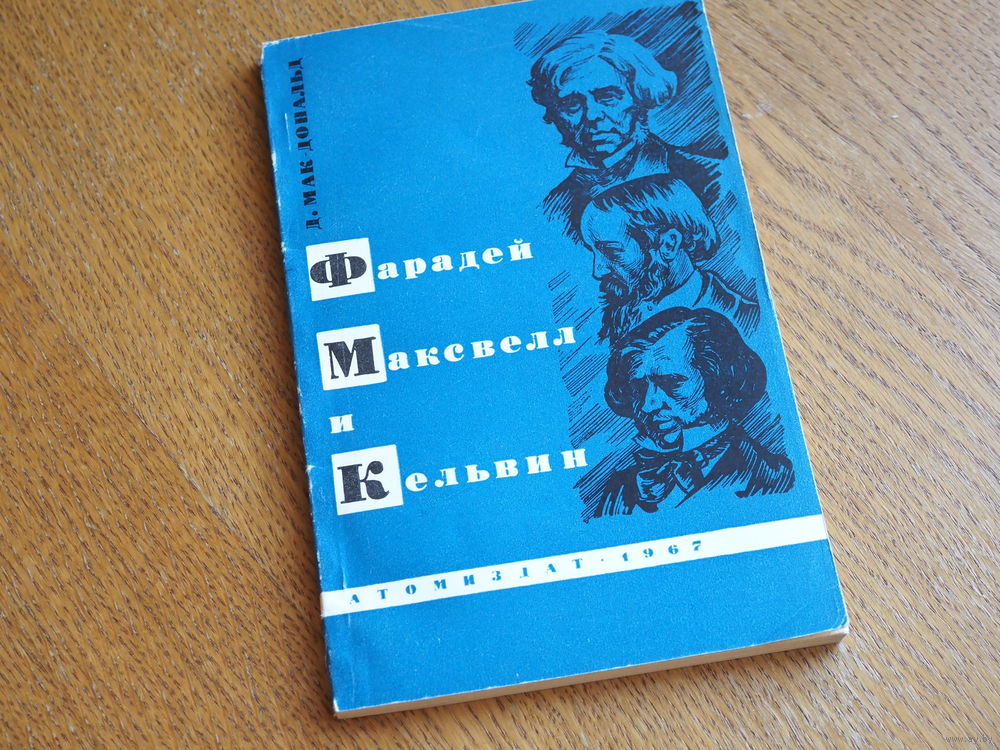 Д. МАК ДОНАЛЬД
Фарадей
Максвелл
и
Кельвин
АТОМИЗДАТ · 1967